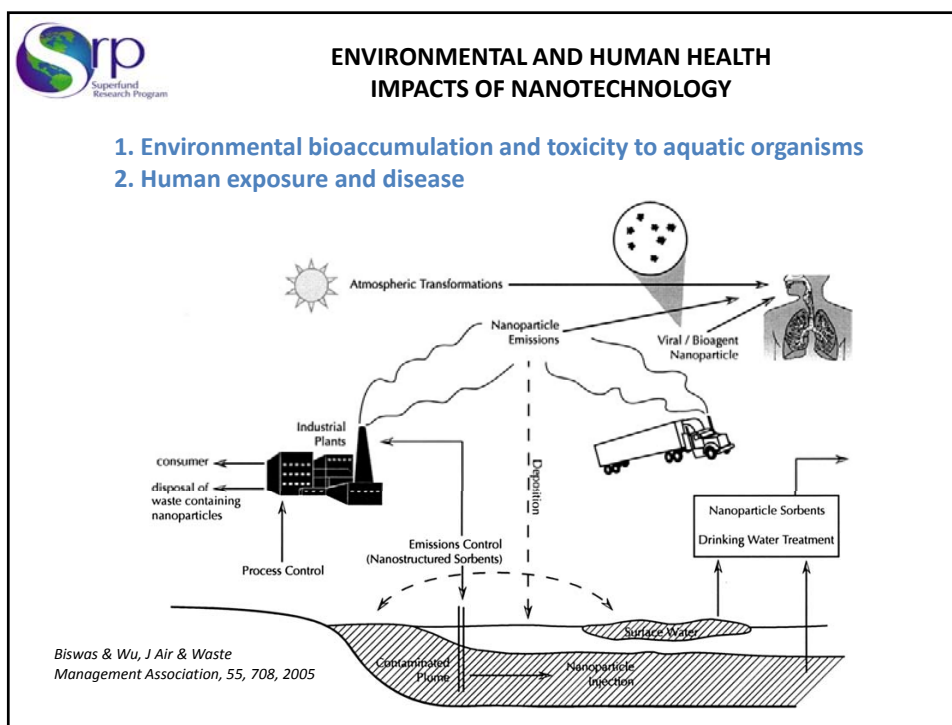 Srp
Superfund
Research Program
ENVIRONMENTAL AND HUMAN HEALTH
IMPACTS OF NANOTECHNOLOGY
1. Environmental bioaccumulation and toxicity to aquatic organisms
2. Human exposure and disease
Atmospheric Transformations
Nanoparticle
Emissions
Viral / Bioagent
Nanoparticle
Industrial
Plants
consumer
disposal of
waste containing
nanoparticles
Process Control
Deposition
Emissions Control
(Nanostructured Sorbents)
Nanoparticle Sorbents
Drinking Water Treatment
Surface Water
Contaminated
Plume
Nanoparticle
Injection
Biswas & Wu, J Air & Waste
Management Association, 55, 708, 2005